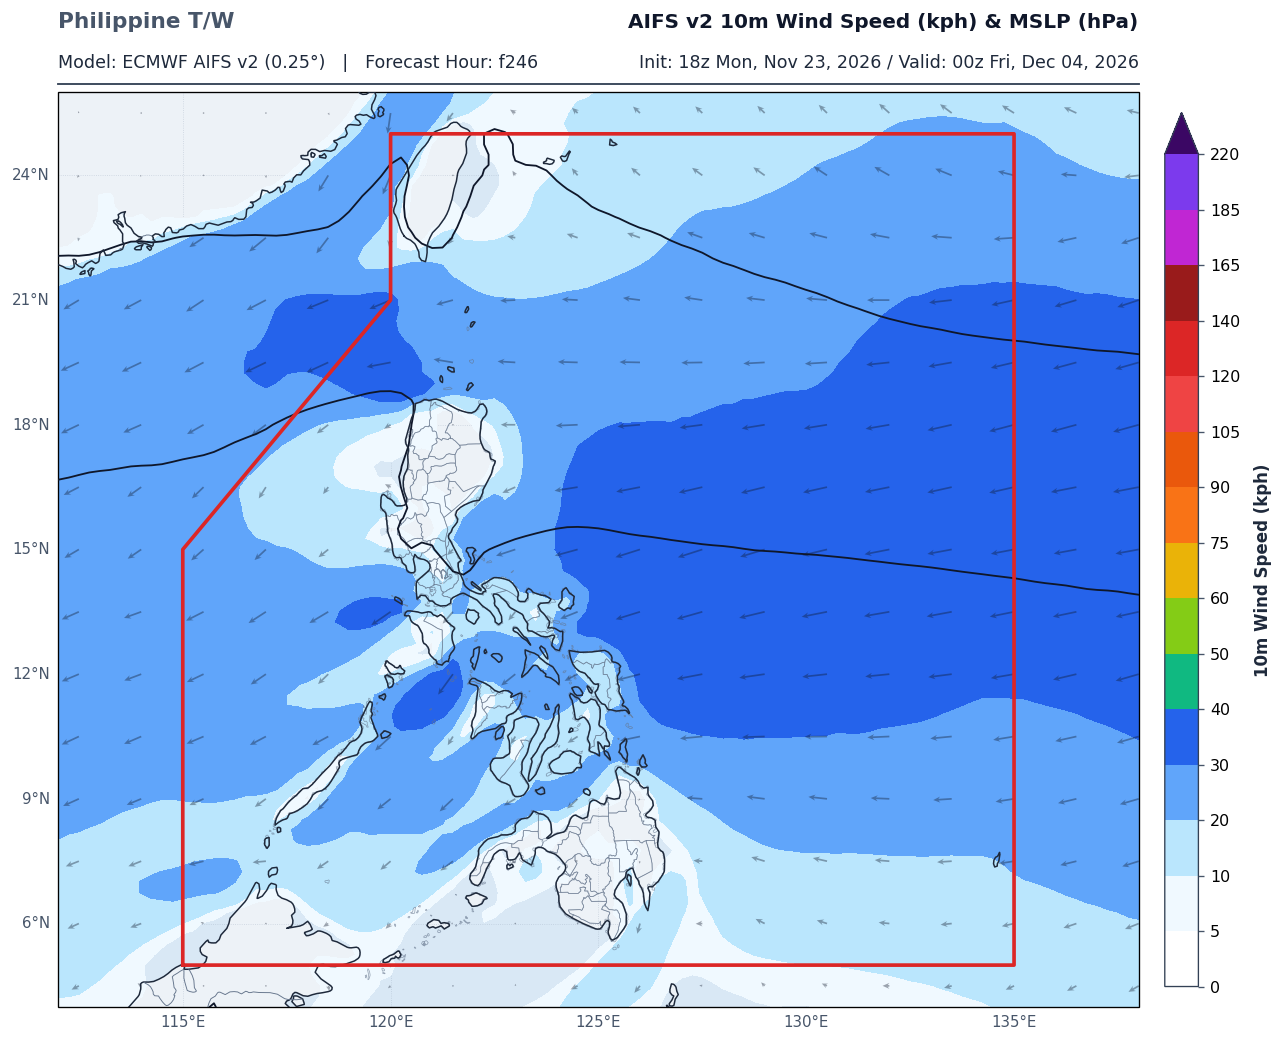 Philippine T/W
AIFS v2 10m Wind Speed (kph) & MSLP (hPa)
Model: ECMWF AIFS v2 (0.25°) | Forecast Hour: f246
Init: 18z Mon, Nov 23, 2026 / Valid: 00z Fri, Dec 04, 2026
24°N
21°N
18°N
15°N
12°N
9°N
6°N
115°E
120°E
125°E
130°E
135°E
220
185
165
140
120
105
90
75
60
50
40
30
20
10
5
0
10m Wind Speed (kph)